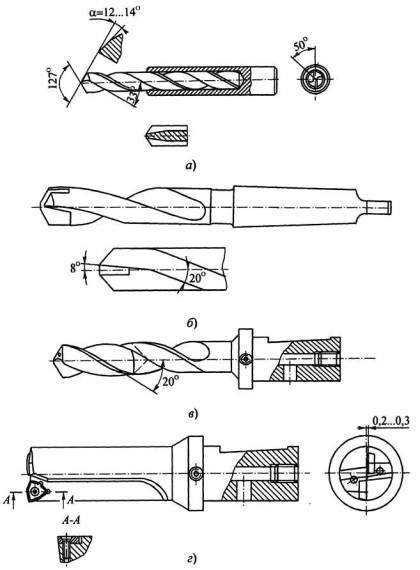 α=12...14°
127°
33°
50°
а)
8°
20°
б)
20°
в)
0,2...0,3
А
А
А-А
г)